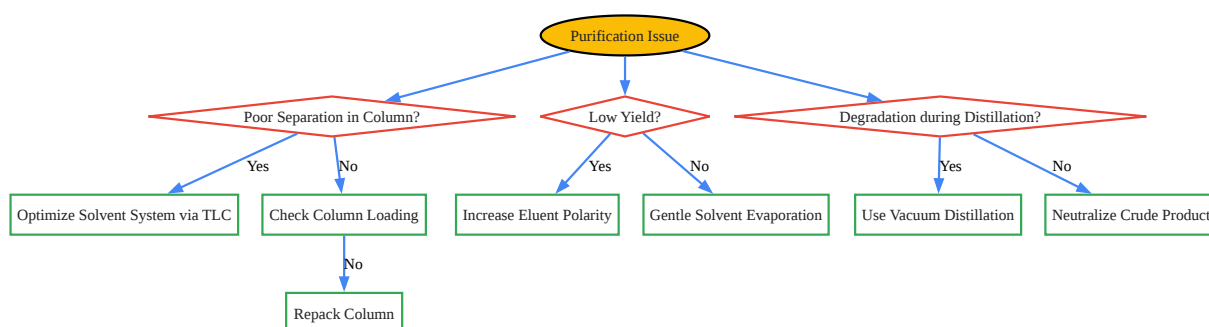 Purification Issue
Poor Separation in Column?
Low Yield?
Degradation during Distillation?
Yes
No
Yes
No
Yes
No
Optimize Solvent System via TLC
Check Column Loading
Increase Eluent Polarity
Gentle Solvent Evaporation
Use Vacuum Distillation
Neutralize Crude Product
No
Repack Column